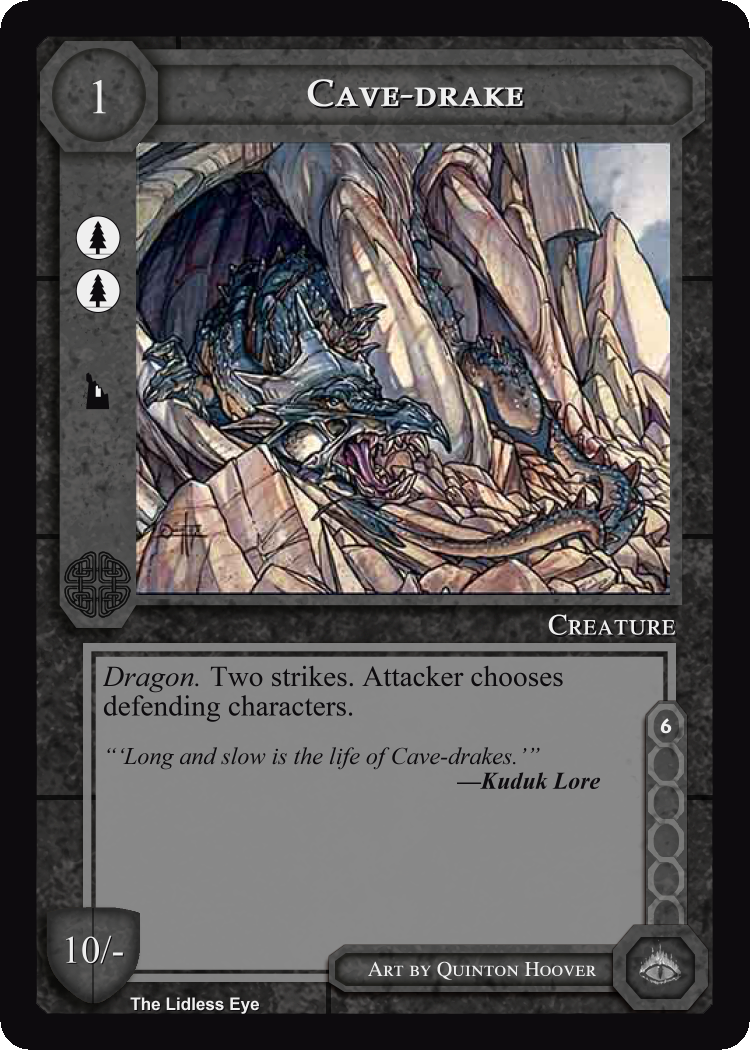 1
CAVE-DRAKE
CREATURE
Dragon. Two strikes. Attacker chooses
defending characters.
6
“‘Long and slow is the life of Cave-drakes.’”
—Kuduk Lore
10/-
ART BY QUINTON HOOVER
The Lidless Eye